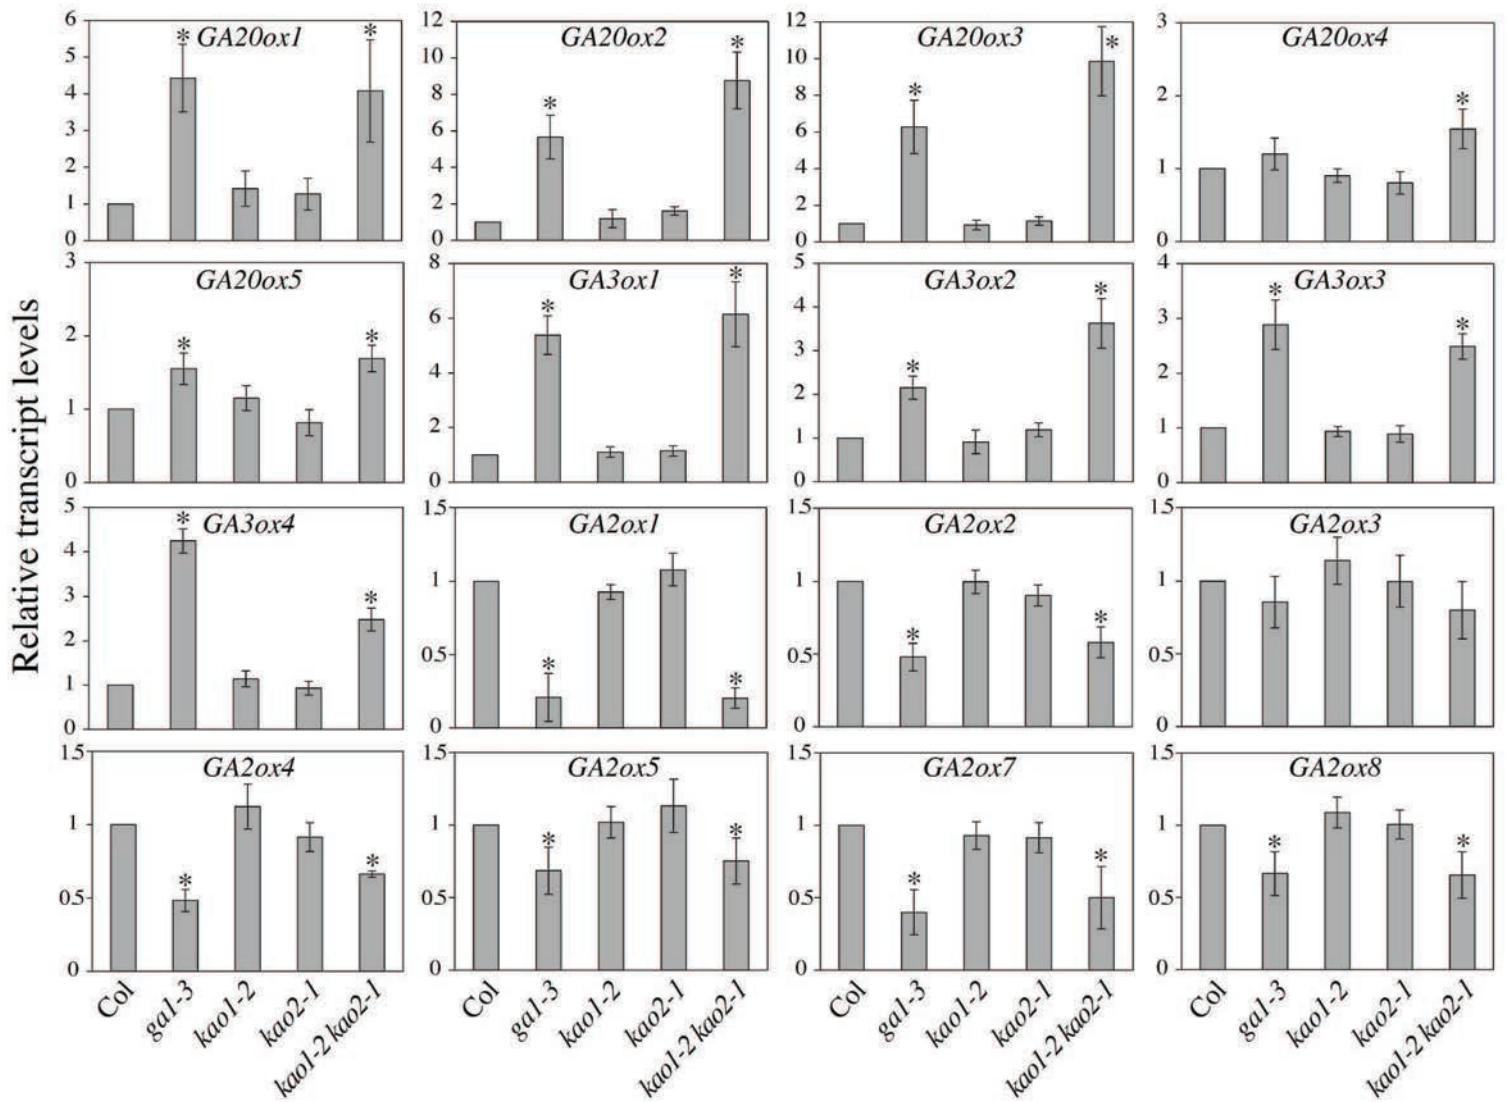 Relative transcript levels
GA20ox1
*
*
6
5
4
3
2
1
0
GA20ox2
*
*
12
10
8
6
4
2
0
GA20ox3
*
*
12
10
8
6
4
2
0
GA20ox4
*
3
2
1
0
GA20ox5
*
*
3
2
1
0
GA3ox1
*
*
8
6
4
2
0
GA3ox2
*
*
5
4
3
2
1
0
GA3ox3
*
*
4
3
2
1
0
GA3ox4
*
*
5
4
3
2
1
0
GA2ox1
*
*
1.5
1
0.5
0
GA2ox2
*
*
1.5
1
0.5
0
GA2ox3
1.5
1
0.5
0
GA2ox4
*
*
1.5
1
0.5
0
Col
ga1-3
kao1-2
kao2-1
kao1-2 kao2-1
GA2ox5
*
*
1.5
1
0.5
0
Col
ga1-3
kao1-2
kao2-1
kao1-2 kao2-1
GA2ox7
*
*
1.5
1
0.5
0
Col
ga1-3
kao1-2
kao2-1
kao1-2 kao2-1
GA2ox8
*
*
1.5
1
0.5
0
Col
ga1-3
kao1-2
kao2-1
kao1-2 kao2-1